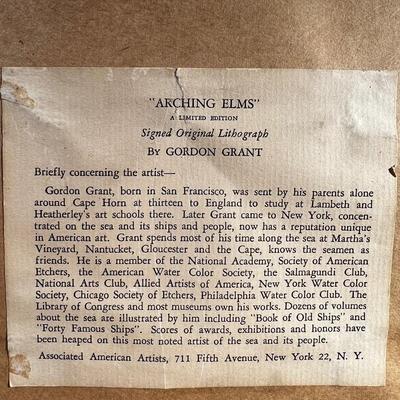 "ARCHING ELMS"
A LIMITED EDITION
Signed Original Lithograph
By GORDON GRANT
Briefly concerning the artist—
Gordon Grant, born in San Francisco, was sent by his parents alone
around Cape Horn at thirteen to England to study at Lambeth and
Heatherley's art schools there. Later Grant came to New York, concen-
trated on the sea and its ships and people, now has a reputation unique
in American art. Grant spends most of his time along the sea at Martha's
Vineyard, Nantucket, Gloucester and the Cape, knows the seamen as
friends. He is a member of the National Academy, Society of American
Etchers, the American Water Color Society, the Salmagundi Club,
National Arts Club, Allied Artists of America, New York Water Color
Society, Chicago Society of Etchers, Philadelphia Water Color Club. The
Library of Congress and most museums own his works. Dozens of volumes
about the sea are illustrated by him including "Book of Old Ships" and
"Forty Famous Ships". Scores of awards, exhibitions and honors have
been heaped on this most noted artist of the sea and its people.
Associated American Artists, 711 Fifth Avenue, New York 22, N. Y.